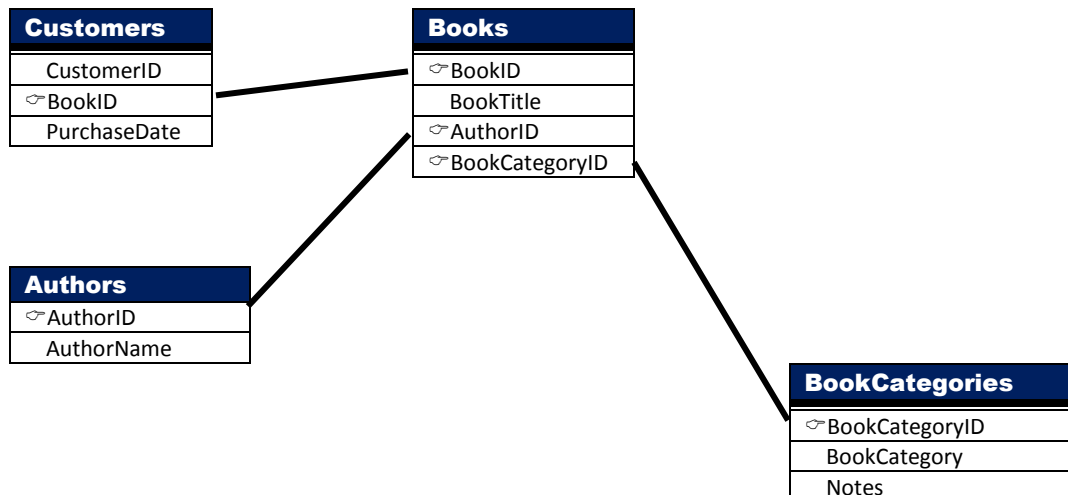 Customers
CustomerID
☞BookID
PurchaseDate
Books
☞BookID
BookTitle
☞AuthorID
☞BookCategoryID
Authors
☞AuthorID
AuthorName
BookCategories
☞BookCategoryID
BookCategory
Notes